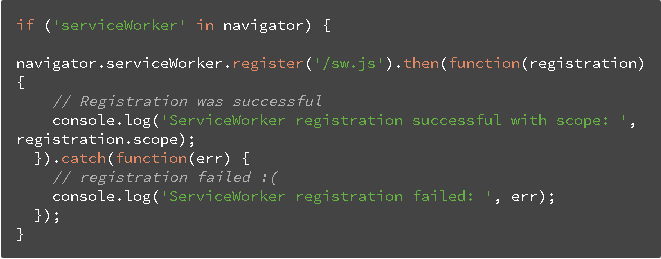 if ('serviceWorker' in navigator) {
navigator.serviceWorker.register('/sw.js').then(function(registration)
{
    // Registration was successful
    console.log('ServiceWorker registration successful with scope: ',
registration.scope);
  }).catch(function(err) {
    // registration failed :(
    console.log('ServiceWorker registration failed: ', err);
  });
}